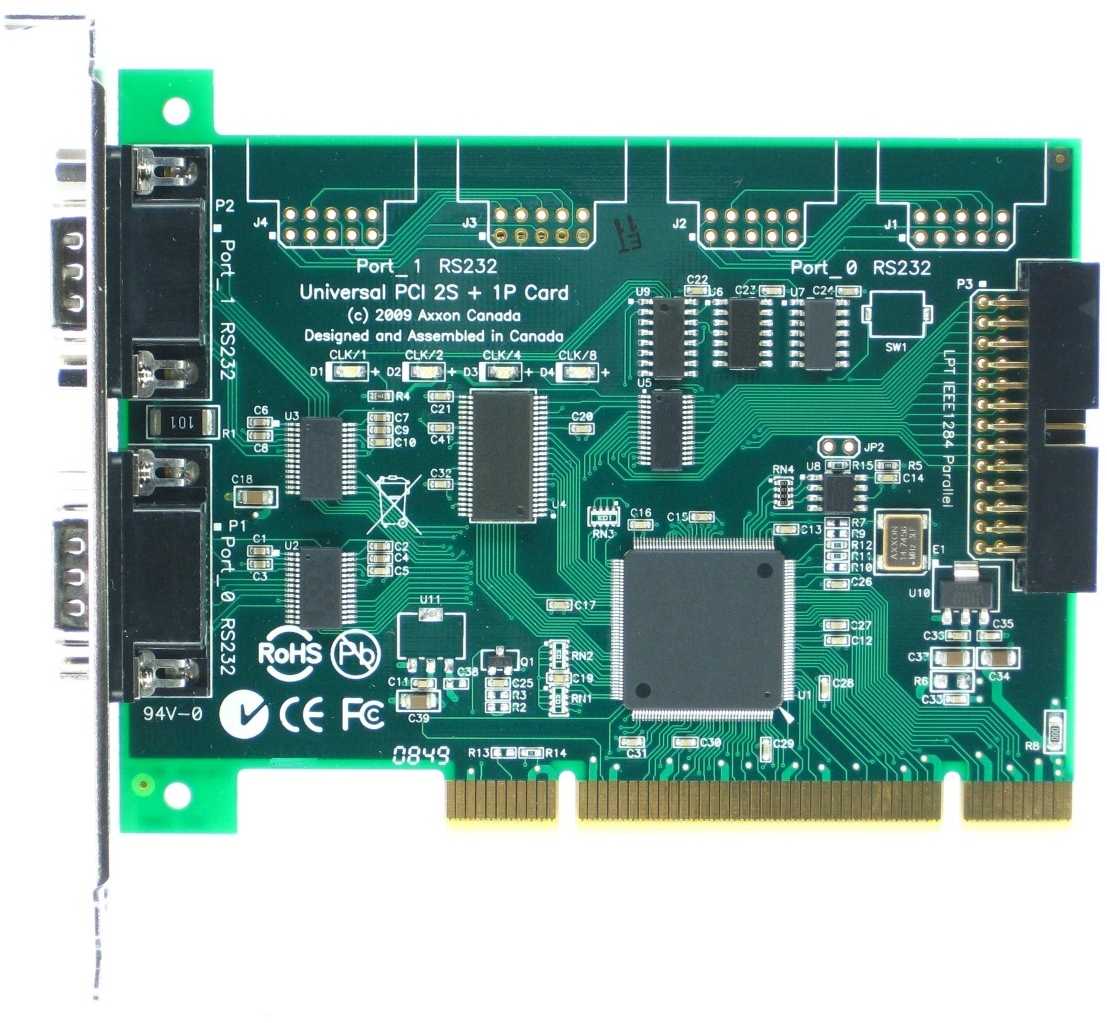 J4
J3
J2
J1
P2
Port_1 RS232
Port_1 RS232
Port_0 RS232
Universal PCI 2S + 1P Card
(c) 2009 Axxon Canada
Designed and Assembled in Canada
CLK/1
CLK/2
CLK/4
CLK/8
D1
+
D2
+
D3
+
D4
+
U9
C22
U6
C23
U7
C24
SW1
P3
LPT IEEE1284 Parallel
U5
R4
C21
C41
C20
C32
U4
101
R1
C6
C8
U3
C7
C9
C10
C18
P1
Port_0 RS232
C1
C3
U2
C2
C4
C5
JP2
RN4
U8
R15
R5
C14
RN3
C16
C15
C13
R7
R9
R12
R11
R10
C26
AXXON
14.7456
E1
U10
C17
C27
C12
C35
C34
R6
C33
U11
C11
C38
C39
Q1
C25
R3
R2
RN2
C19
RN1
C28
U1
RoHS
Pb
94V-0
CE
FC
0849
R13
R14
C31
C30
C29
R8